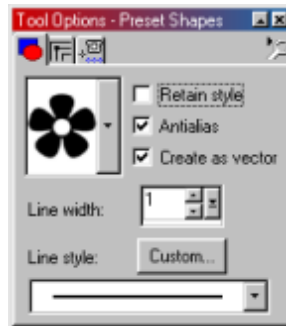 Tool Options - Preset Shapes
Retain style
Antialias
Create as vector
Line width:
1
Line style:
Custom...